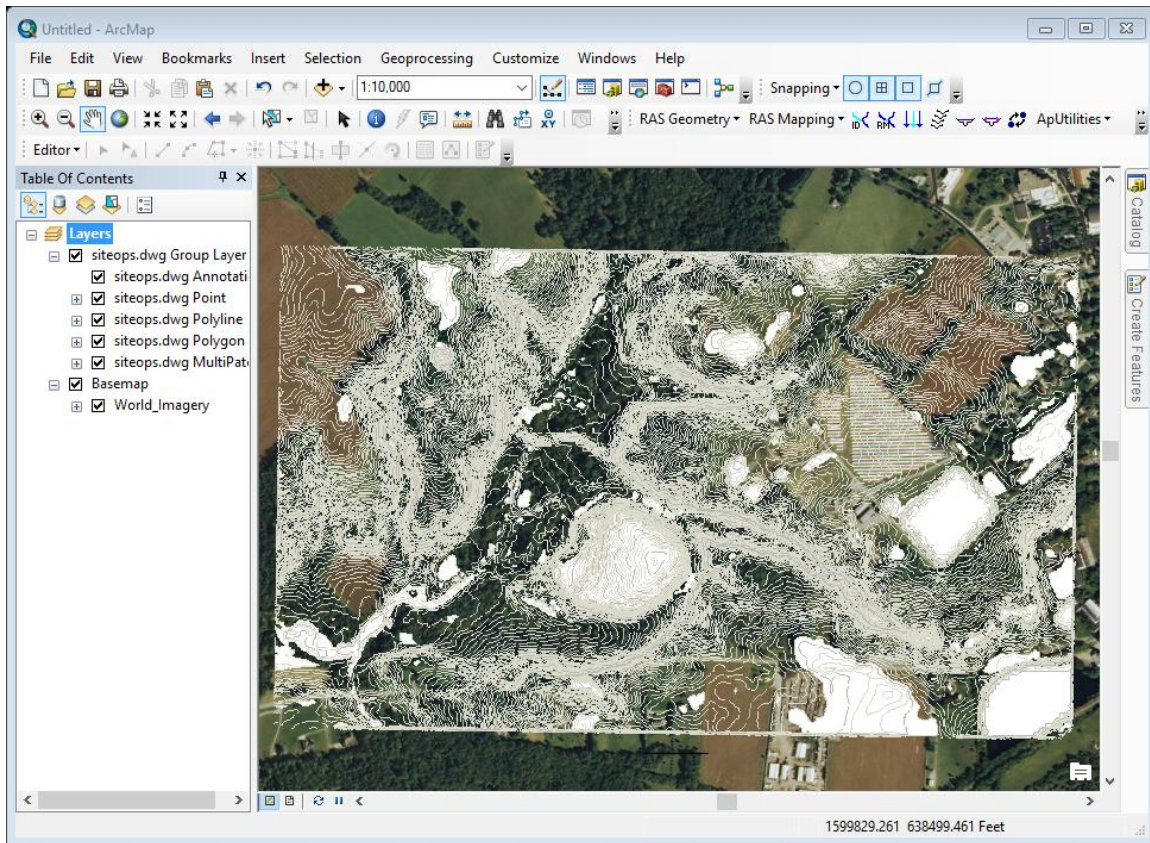 Untitled - ArcMap
File Edit View Bookmarks Insert Selection Geoprocessing Customize Windows Help
1:10,000 Snapping
RAS Geometry RAS Mapping ApUtilities
Editor
Table Of Contents
Layers
siteops.dwg Group Layer
siteops.dwg Annotati
siteops.dwg Point
siteops.dwg Polyline
siteops.dwg Polygon
siteops.dwg MultiPat
Basemap
World_Imagery
Catalog
Create Features
1599829.261 638499.461 Feet